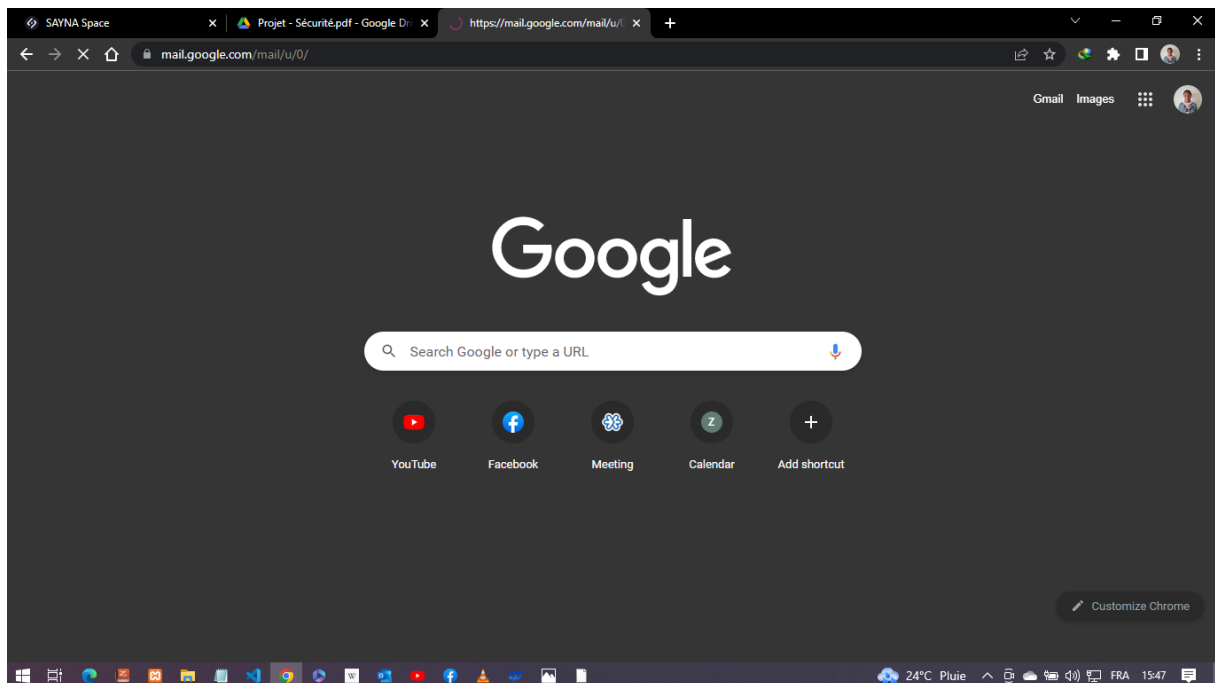 SAYNA Space
Projet - Sécurité.pdf - Google Dri
https://mail.google.com/mail/u/0
mail.google.com/mail/u/0/
Gmail Images
Google
Search Google or type a URL
YouTube Facebook Meeting Calendar Add shortcut
Z
Customize Chrome
24°C Pluie FRA 15:47